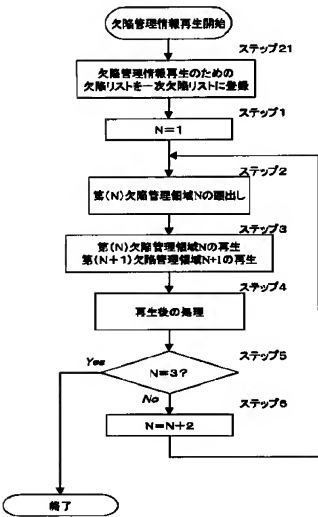 欠陥管理情報再生開始
ステップ21
欠陥管理情報再生のための
欠陥リストを一次欠陥リストに登録
ステップ1
N=1
ステップ2
第(N)欠陥管理領域Nの頭出し
ステップ3
第(N)欠陥管理領域Nの再生
第(N+1)欠陥管理領域N+1の再生
ステップ4
再生後の処理
ステップ5
Yes
N=3?
No
ステップ6
N=N+2
終了